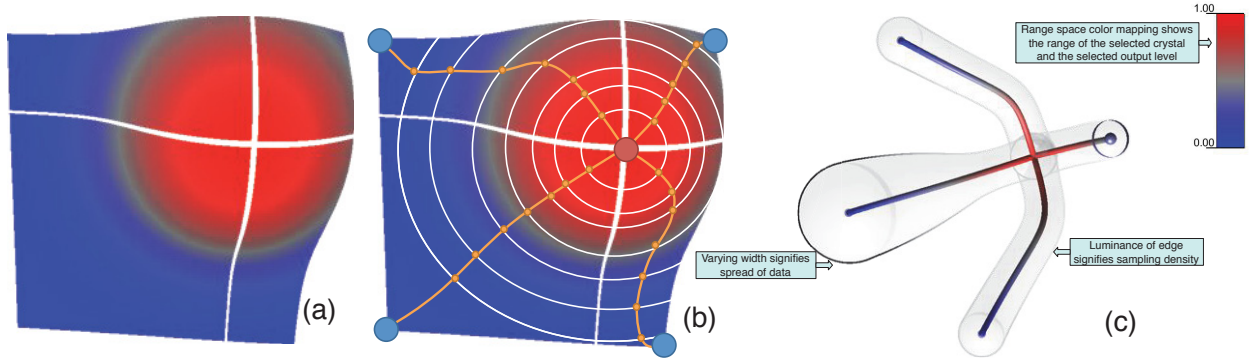 (a)
(b)
1.00
Range space color mapping shows
the range of the selected crystal
and the selected output level
0.00
Varying width signifies
spread of data
Luminance of edge
signifies sampling density
(c)